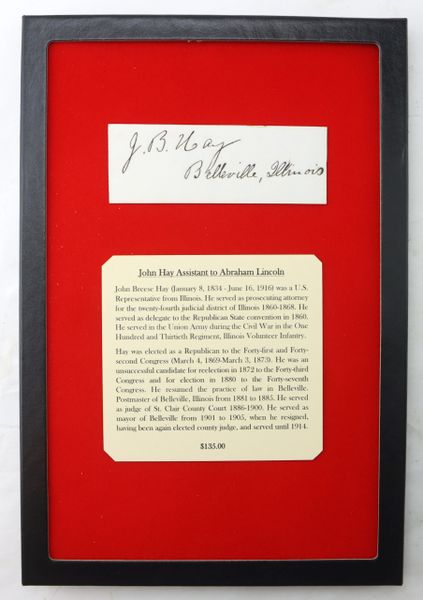 J. B. Hay
Belleville, Illinois
John Hay Assistant to Abraham Lincoln
John Breese Hay (January 8, 1834 - June 16, 1916) was a U.S.
Representative from Illinois. He served as prosecuting attorney
for the twenty-fourth judicial district of Illinois 1860-1868. He
served as delegate to the Republican State convention in 1860.
He served in the Union Army during the Civil War in the One
Hundred and Thirtieth Regiment, Illinois Volunteer Infantry.
Hay was elected as a Republican to the Forty-first and Forty-
second Congress (March 4, 1869-March 3, 1873). He was an
unsuccessful candidate for reelection in 1872 to the Forty-third
Congress and for election in 1880 to the Forty-seventh
Congress. He resumed the practice of law in Belleville.
Postmaster of Belleville, Illinois from 1881 to 1885. He served
as judge of St. Clair County Court 1886-1900. He served as
mayor of Belleville from 1901 to 1905, when he resigned,
having been again elected county judge, and served until 1914.
$135.00